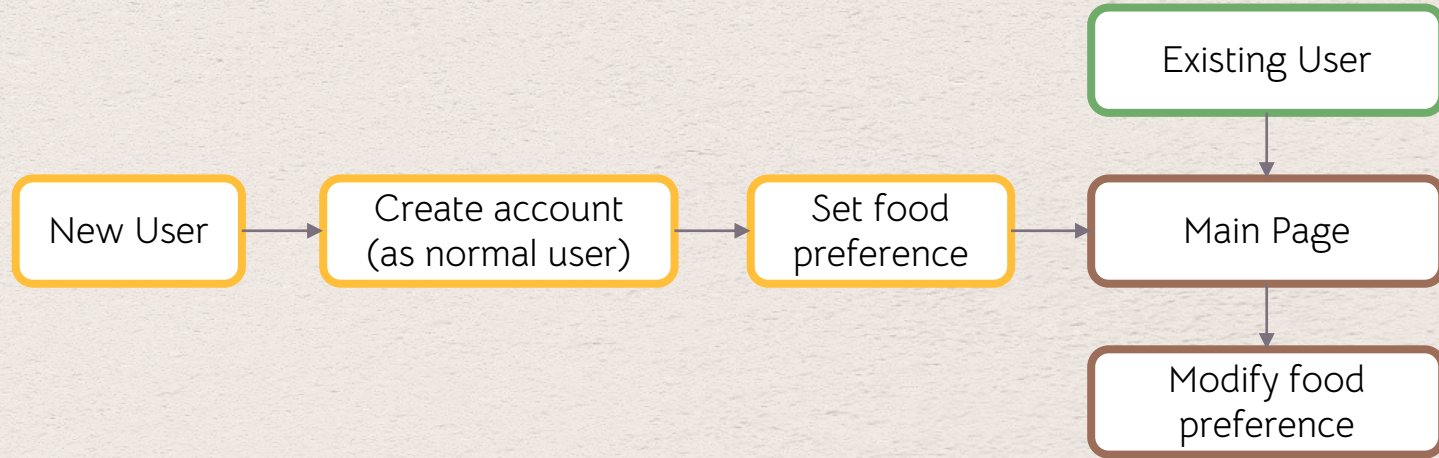 Existing User
New User
Create account
(as normal user)
Set food
preference
Main Page
Modify food
preference